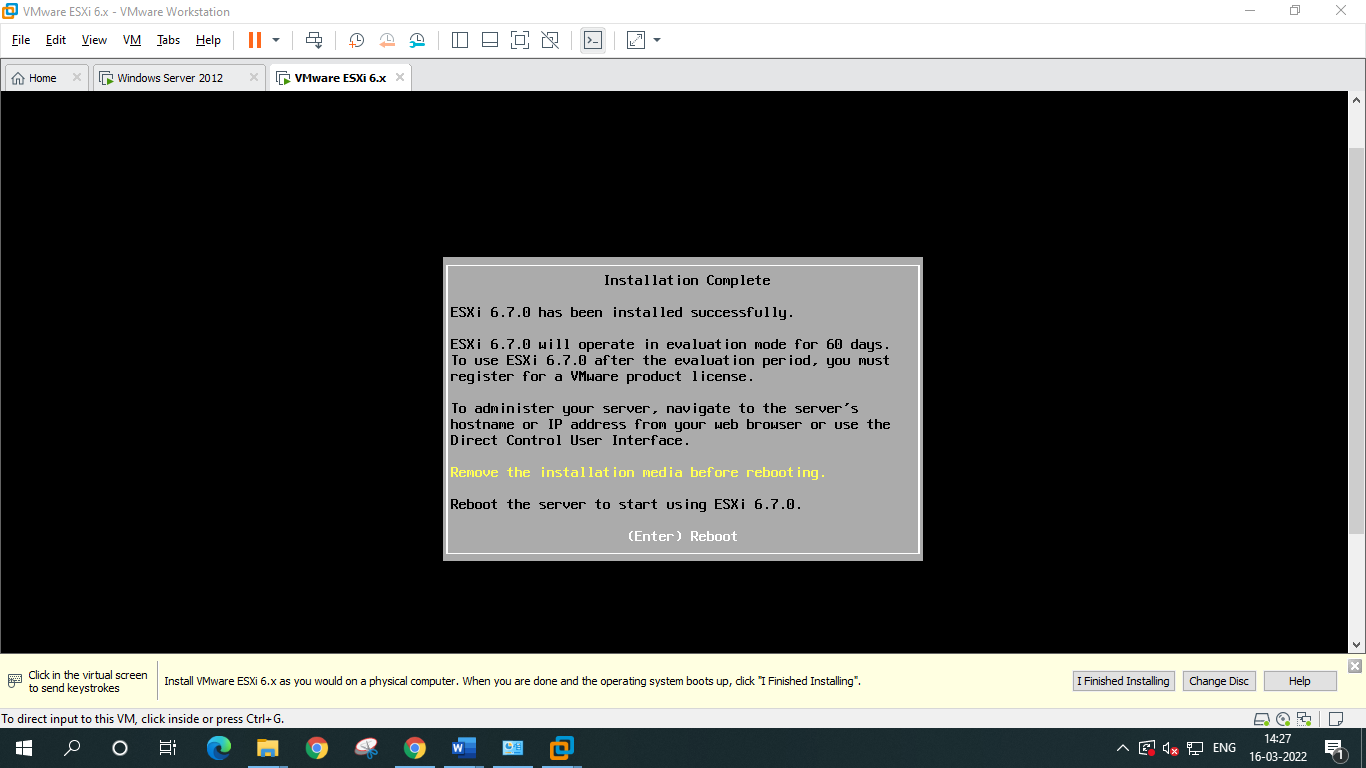 VMware ESXi 6.x - VMware Workstation
File Edit View VM Tabs Help
Home Windows Server 2012 VMware ESXi 6.x
Installation Complete
ESXi 6.7.0 has been installed successfully.
ESXi 6.7.0 will operate in evaluation mode for 60 days.
To use ESXi 6.7.0 after the evaluation period, you must
register for a VMware product license.
To administer your server, navigate to the server's
hostname or IP address from your web browser or use the
Direct Control User Interface.
Remove the installation media before rebooting.
Reboot the server to start using ESXi 6.7.0.
(Enter) Reboot
Click in the virtual screen
to send keystrokes
Install VMware ESXi 6.x as you would on a physical computer. When you are done and the operating system boots up, click "I Finished Installing".
I Finished Installing Change Disc Help
To direct input to this VM, click inside or press Ctrl+G.
ENG
14:27
16-03-2022
1